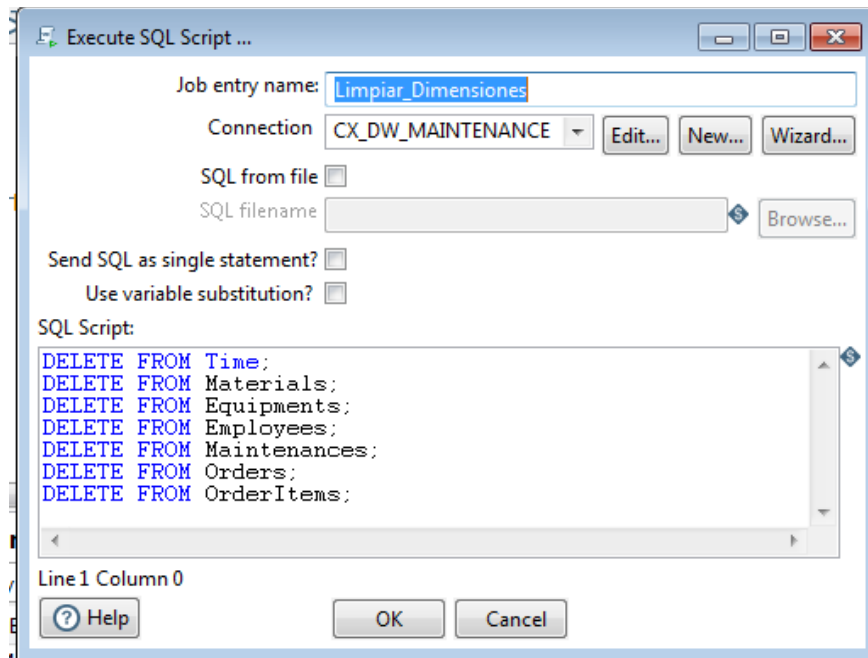 Execute SQL Script ...
Job entry name: Limpiar_Dimensiones
Connection CX_DW_MAINTENANCE Edit... New... Wizard...
SQL from file
SQL filename Browse...
Send SQL as single statement?
Use variable substitution?
SQL Script:
DELETE FROM Time;
DELETE FROM Materials;
DELETE FROM Equipments;
DELETE FROM Employees;
DELETE FROM Maintenances;
DELETE FROM Orders;
DELETE FROM OrderItems;
Line 1 Column 0
Help OK Cancel